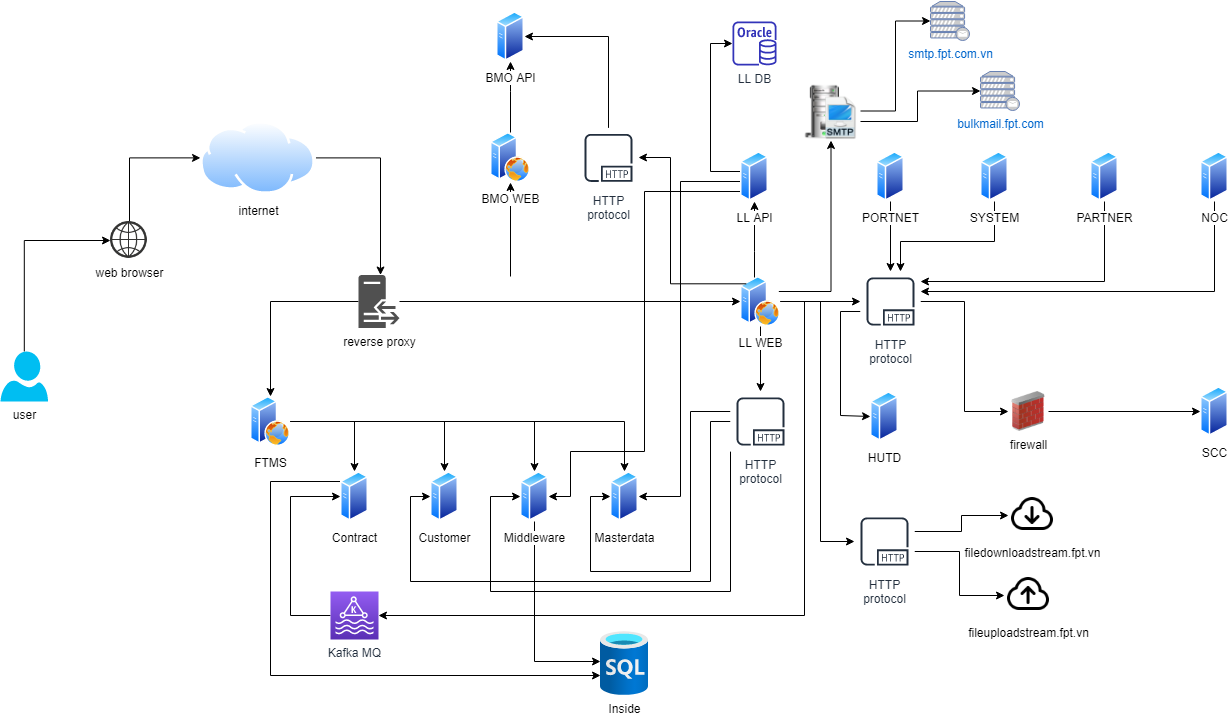 Oracle
smtp.fpt.com.vn
BMO API
LL DB
bulkmail.fpt.com
SMTP
HTTP
BMO WEB
HTTP
protocol
internet
LL API
PORTNET
SYSTEM
PARTNER
NOC
web browser
HTTP
reverse proxy
LL WEB
HTTP
protocol
user
HTTP
FTMS
HUTD
firewall
SCC
HTTP
protocol
Contract
Customer
Middleware
Masterdata
HTTP
filedownloadstream.fpt.vn
HTTP
protocol
K
fileuploadstream.fpt.vn
Kafka MQ
SQL
Inside